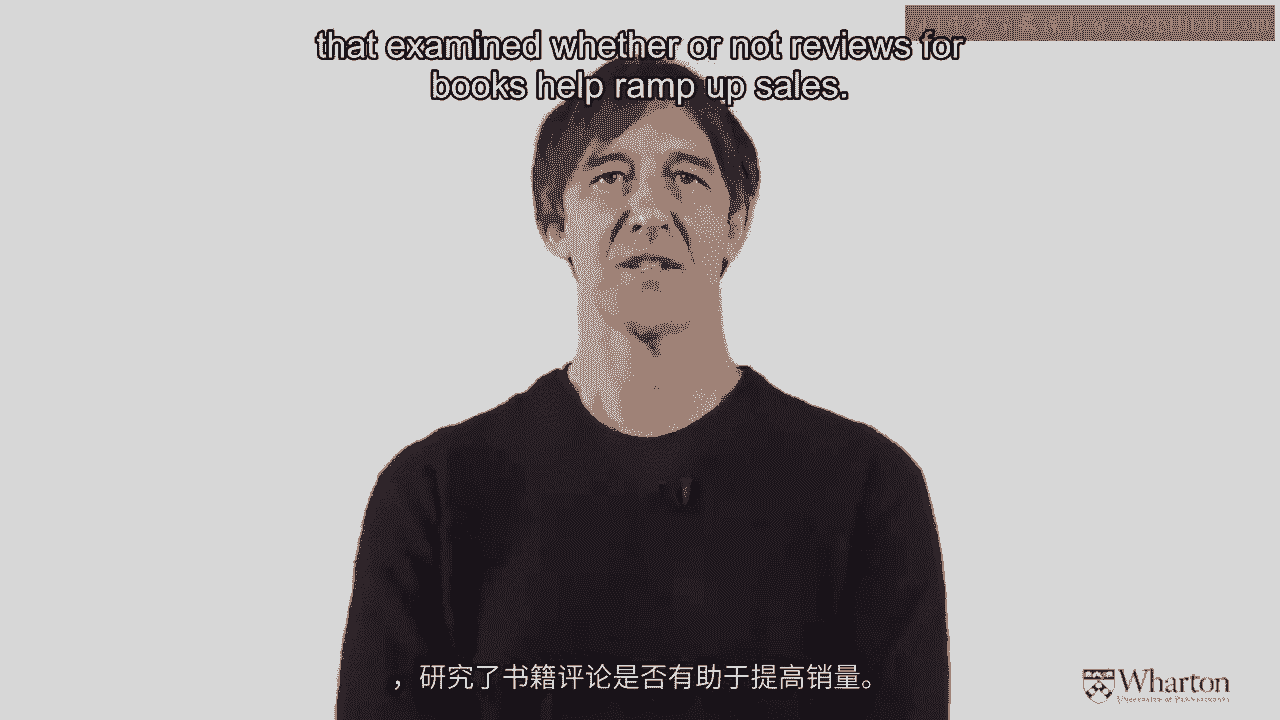 that examined whether or not reviews for
books help ramp up sales.
，研究了书籍评论是否有助于提高销量。
Wharton